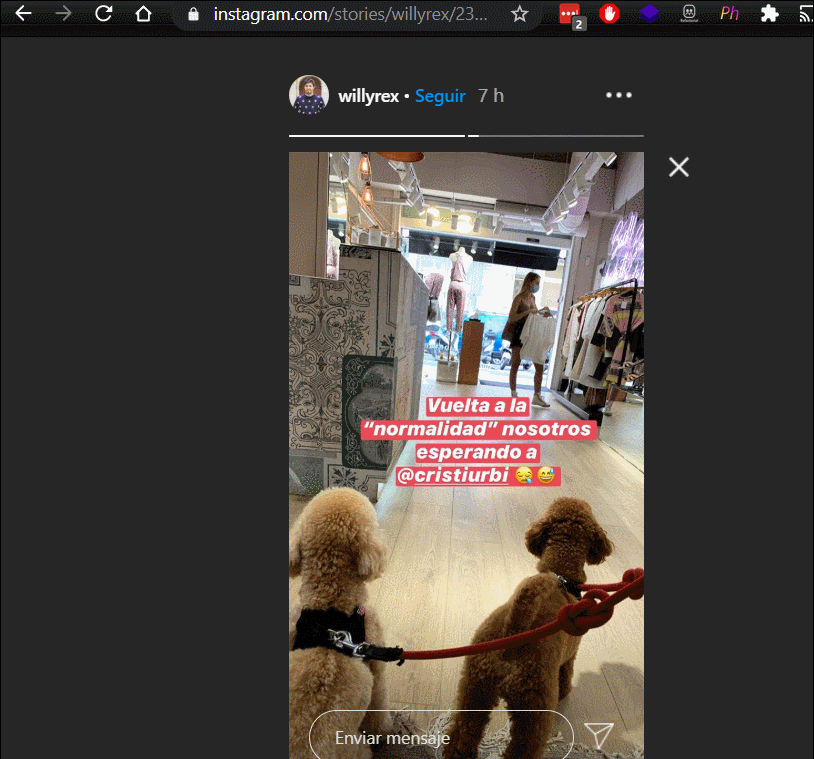 instagram.com/stories/willyrex/23...
2
Ph
willyrex • Seguir 7 h
Vuelta a la
“normalidad” nosotros
esperando a
@cristiurbi 😪😅
Enviar mensaje